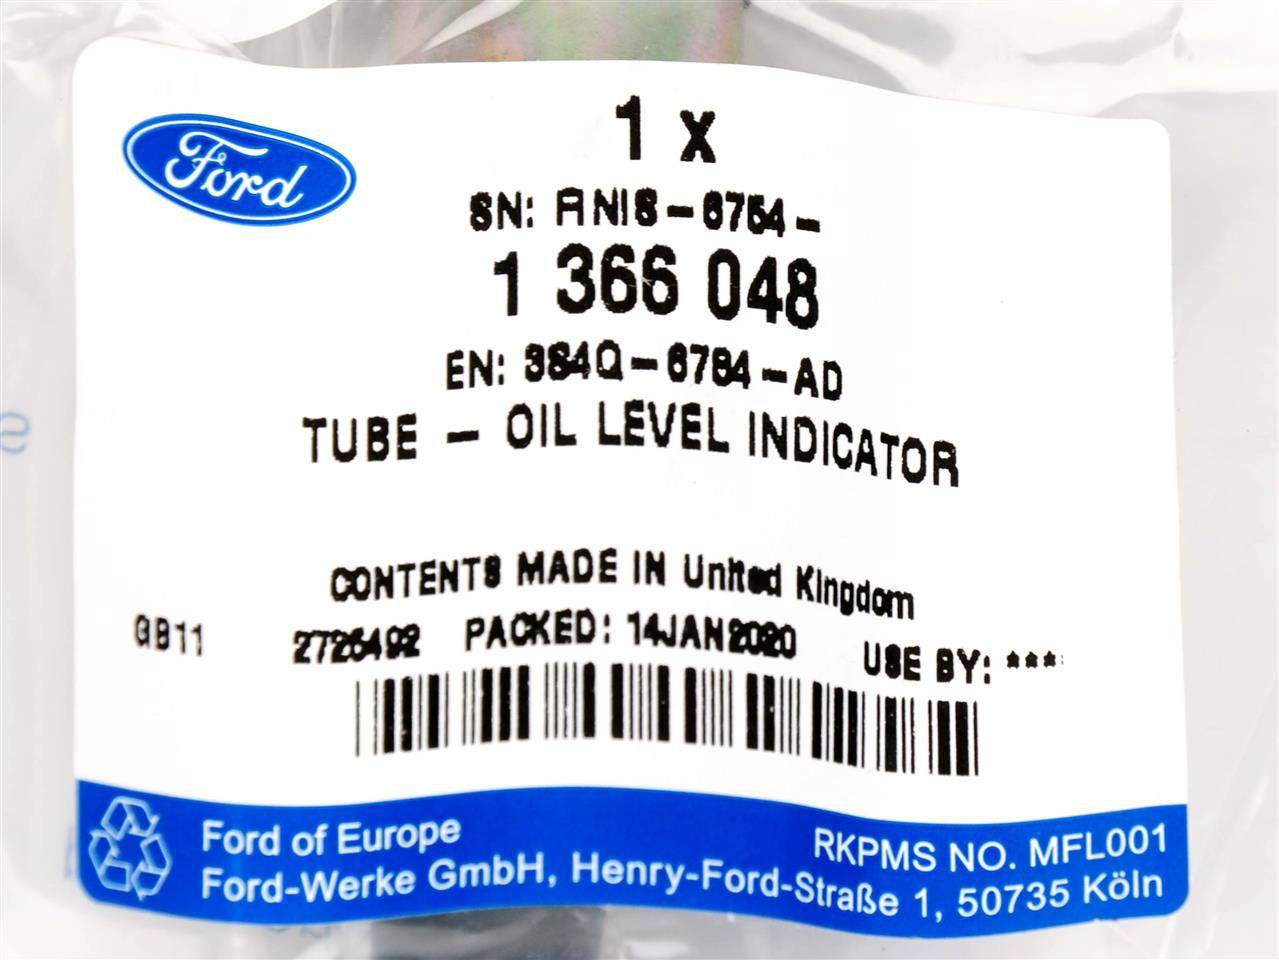 Ford
1 x
SN: RNIS-6754-
1 366 048
EN: 3S4Q-6754-AD
TUBE - OIL LEVEL INDICATOR
CONTENTS MADE IN United Kingdom
GB11 2725492 PACKED: 14JAN2020 USE BY: ***
Ford of Europe RKPMS NO. MFL001
Ford-Werke GmbH, Henry-Ford-Straße 1, 50735 Köln